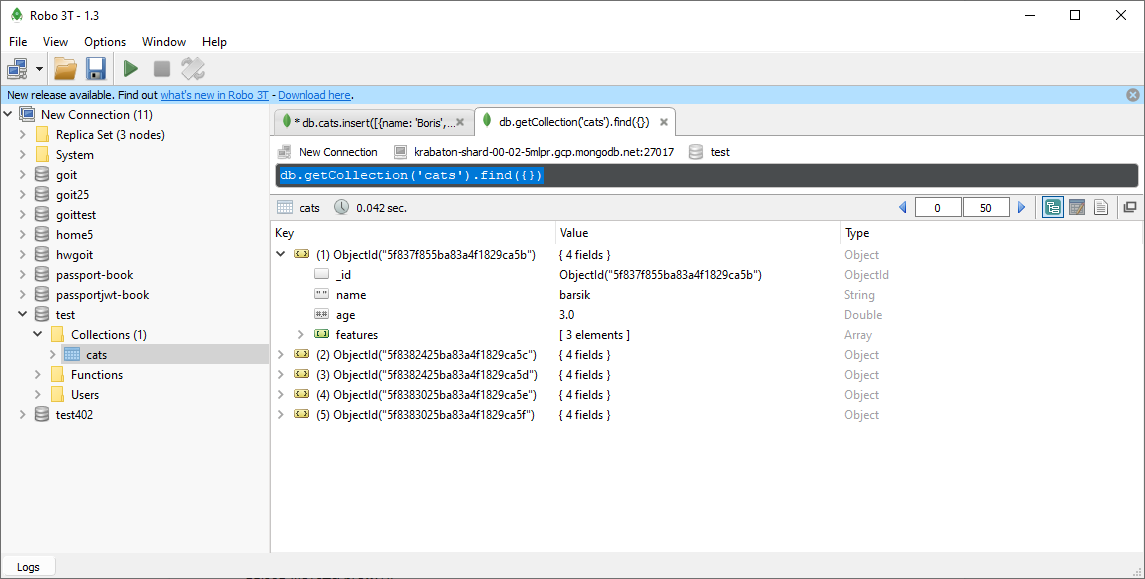 Robo 3T - 1.3
File View Options Window Help
New release available. Find out what's new in Robo 3T - Download here.
New Connection (11)
Replica Set (3 nodes)
System
goit
goit25
goittest
home5
hwgoit
passport-book
passportjwt-book
test
Collections (1)
cats
Functions
Users
test402
* db.cats.insert([{name: 'Boris',...
db.getCollection('cats').find({})
New Connection krabaton-shard-00-02-5mlpr.gcp.mongodb.net:27017 test
db.getCollection('cats').find({})
cats 0.042 sec. 0 50
Key Value Type
(1) ObjectId("5f837f855ba83a4f1829ca5b") { 4 fields } Object
_id ObjectId("5f837f855ba83a4f1829ca5b") ObjectId
name barsik String
age 3.0 Double
features [ 3 elements ] Array
(2) ObjectId("5f8382425ba83a4f1829ca5c") { 4 fields } Object
(3) ObjectId("5f8382425ba83a4f1829ca5d") { 4 fields } Object
(4) ObjectId("5f8383025ba83a4f1829ca5e") { 4 fields } Object
(5) ObjectId("5f8383025ba83a4f1829ca5f") { 4 fields } Object
Logs